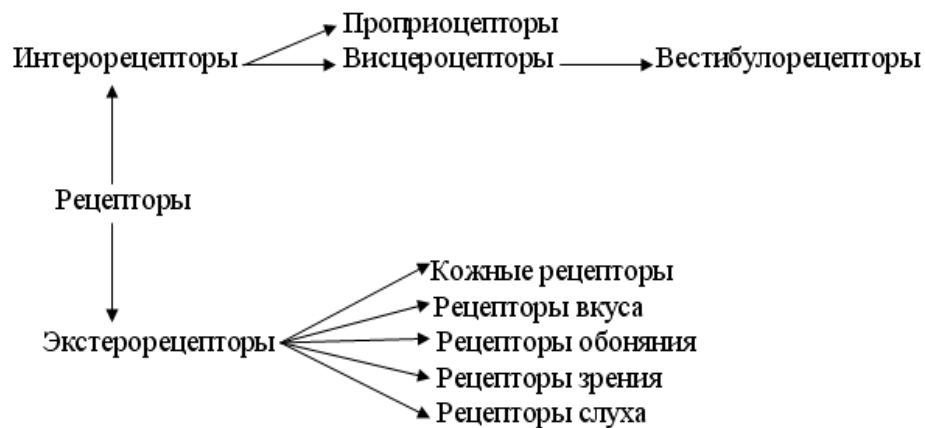 Проприоцепторы
Интерорецепторы Висцероцепторы Вестибулорецепторы
Рецепторы
Кожные рецепторы
Рецепторы вкуса
Экстерорецепторы Рецепторы обоняния
Рецепторы зрения
Рецепторы слуха